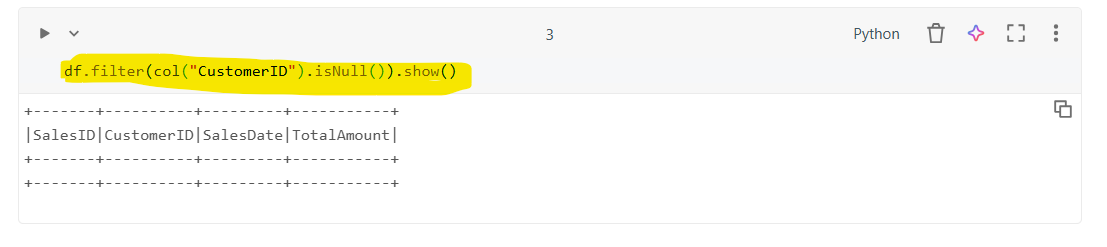 3
Python
df.filter(col("CustomerID").isNull()).show()
+-------+----------+---------+-----------+
|SalesID|CustomerID|SalesDate|TotalAmount|
+-------+----------+---------+-----------+
+-------+----------+---------+-----------+